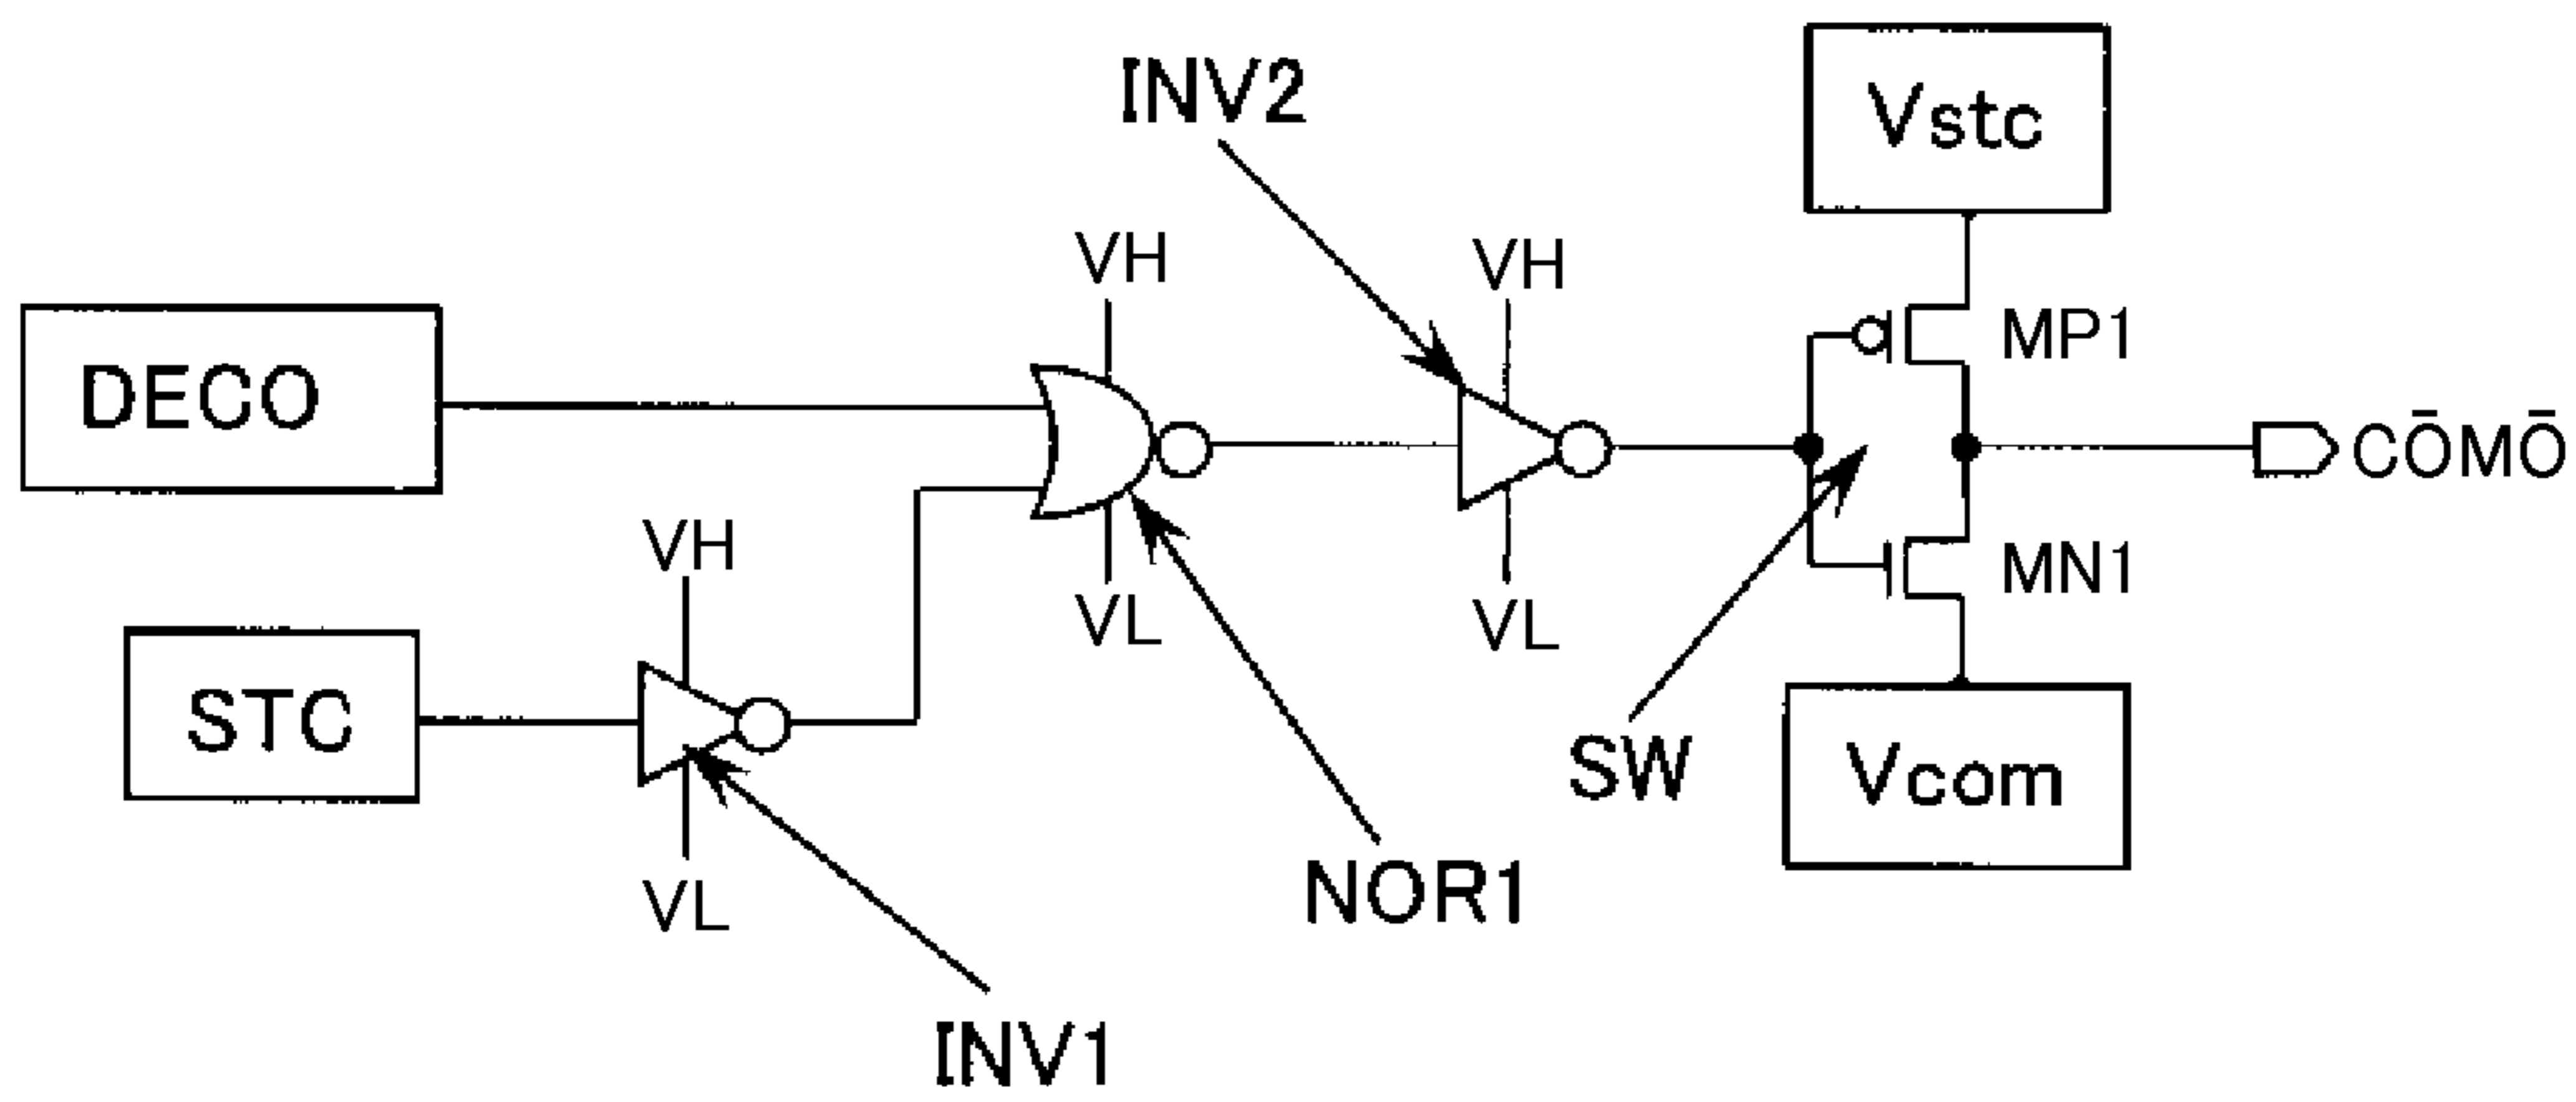 INV2
Vstc
VH
VH
DECO
MP1
CŌMŌ
VH
MN1
VL
VL
STC
SW
Vcom
VL
NOR1
INV1